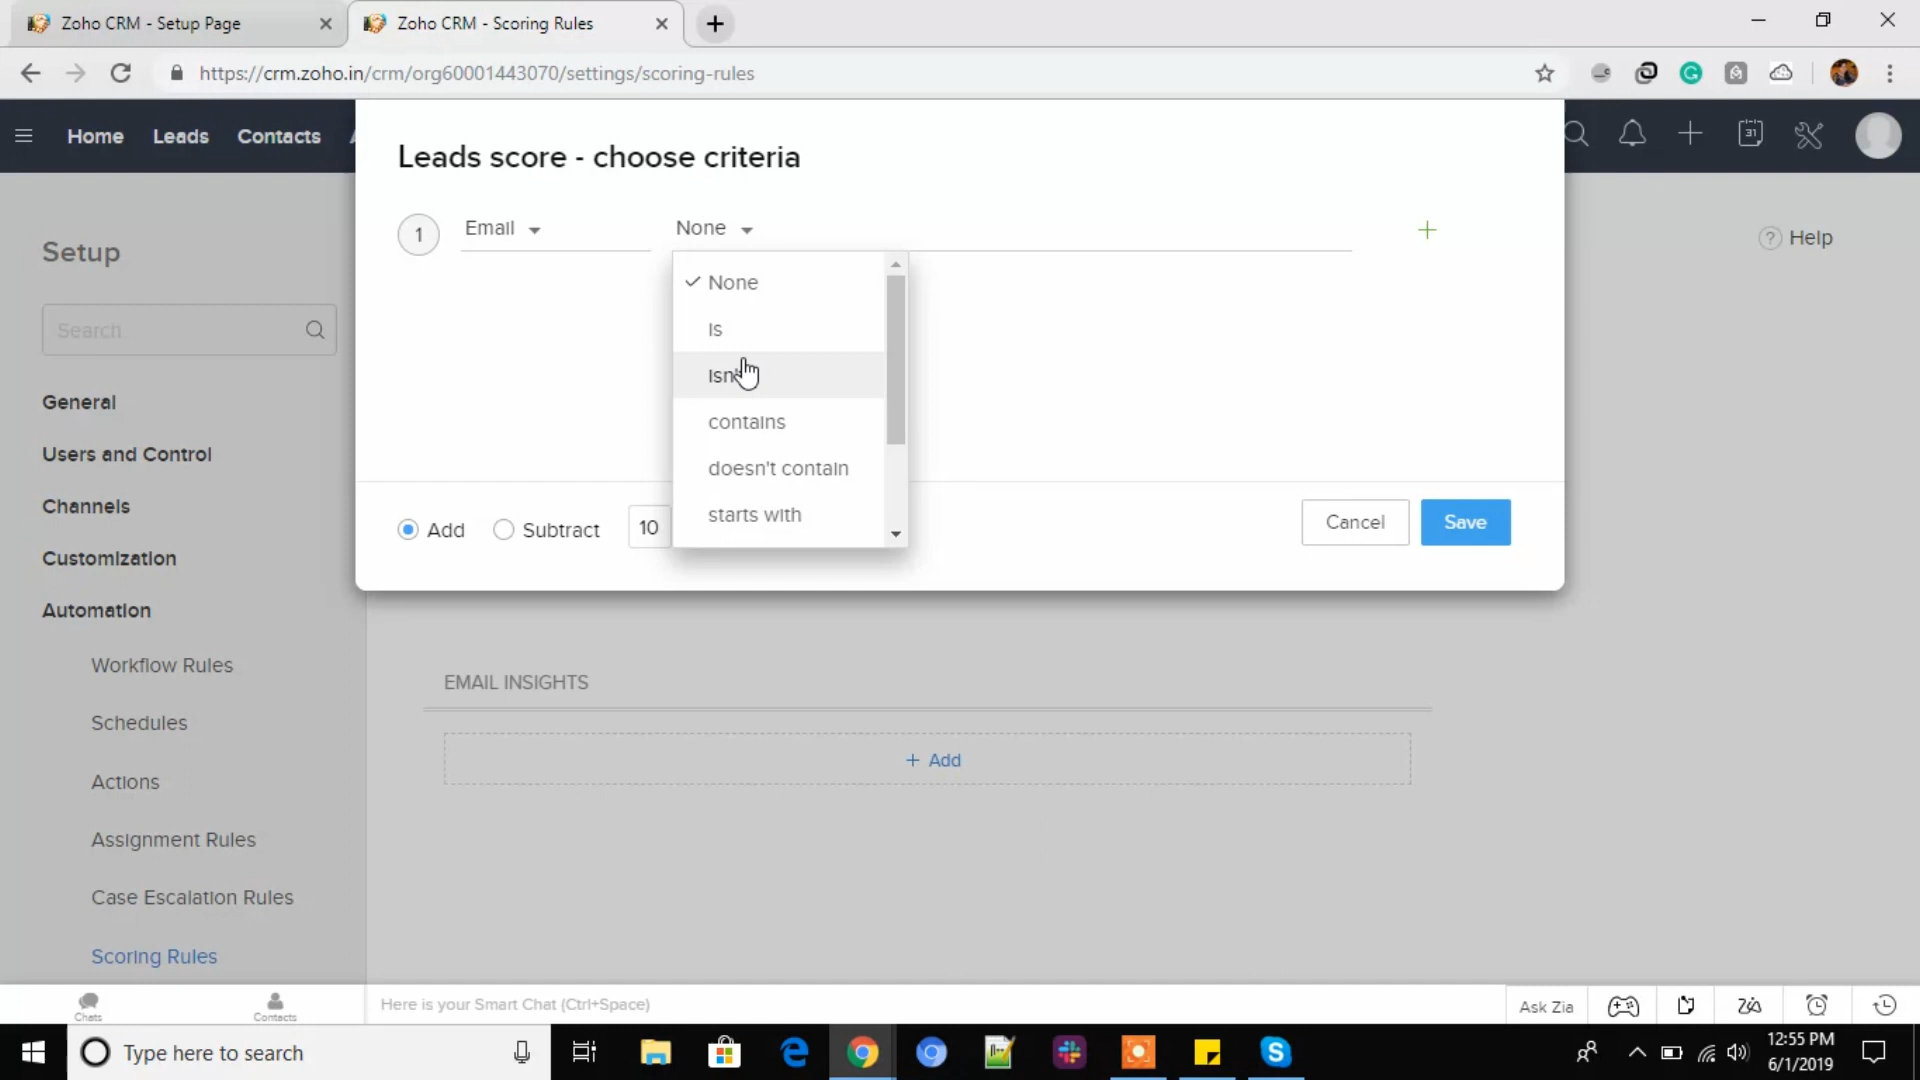 Zoho CRM - Setup Page
Zoho CRM - Scoring Rules
https://crm.zoho.in/crm/org60001443070/settings/scoring-rules
Home
Leads
Contacts
Leads score - choose criteria
1
Email
None
None
Is
contains
doesn't contain
starts with
Add
Subtract
10
Cancel
Save
Help
Setup
Search
General
Users and Control
Channels
Customization
Automation
Workflow Rules
Schedules
Actions
Assignment Rules
Case Escalation Rules
Scoring Rules
EMAIL INSIGHTS
+ Add
Chats
Contacts
Here is your Smart Chat (Ctrl+Space)
Ask Zia
Type here to search
12:55 PM
6/1/2019